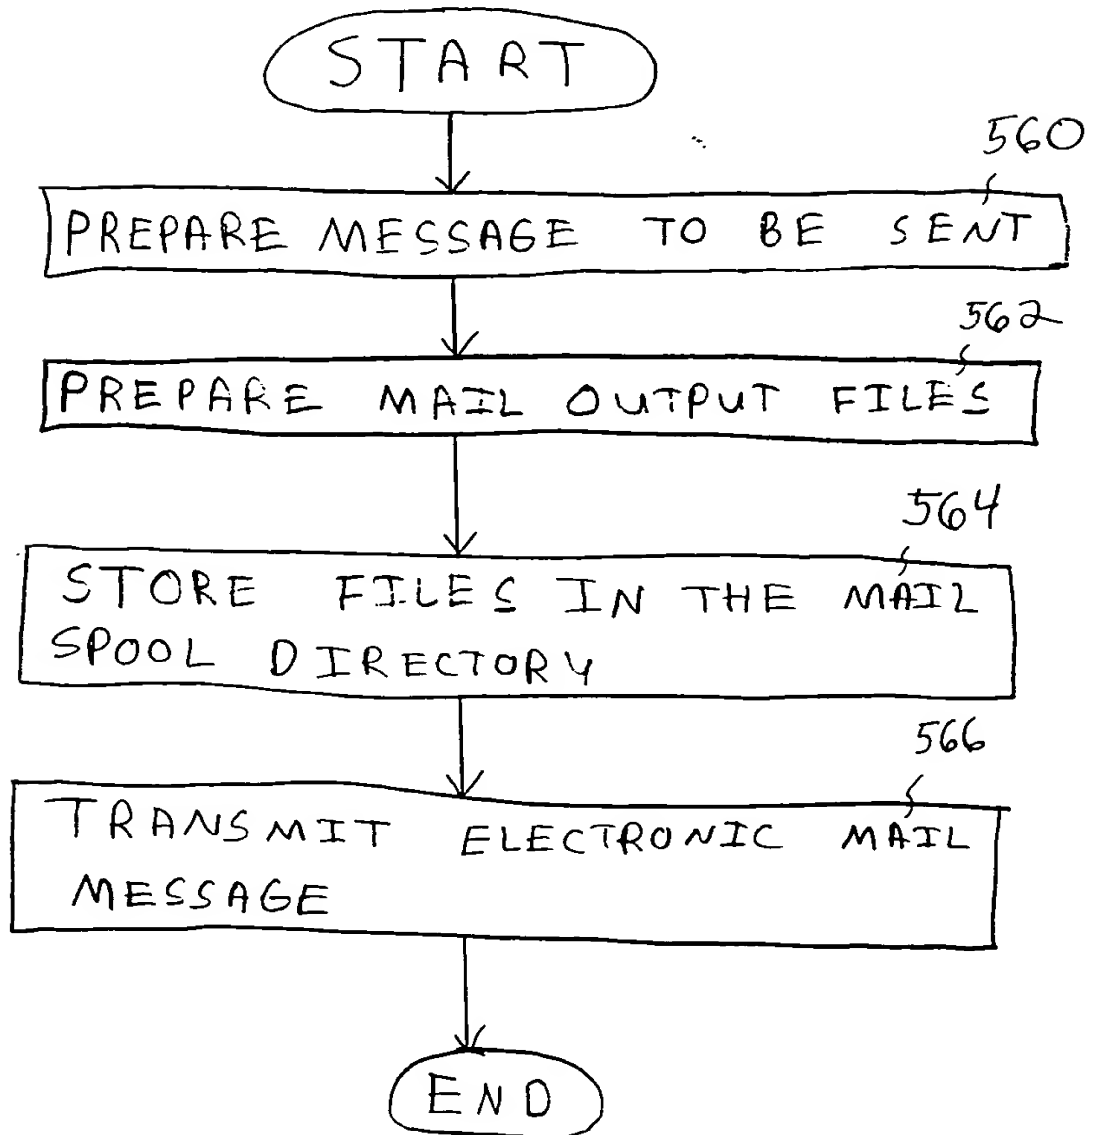 START
560
PREPARE MESSAGE TO BE SENT
562
PREPARE MAIL OUTPUT FILES
564
STORE FILES IN THE MAIL
SPOOL DIRECTORY
566
TRANSMIT ELECTRONIC MAIL
MESSAGE
END